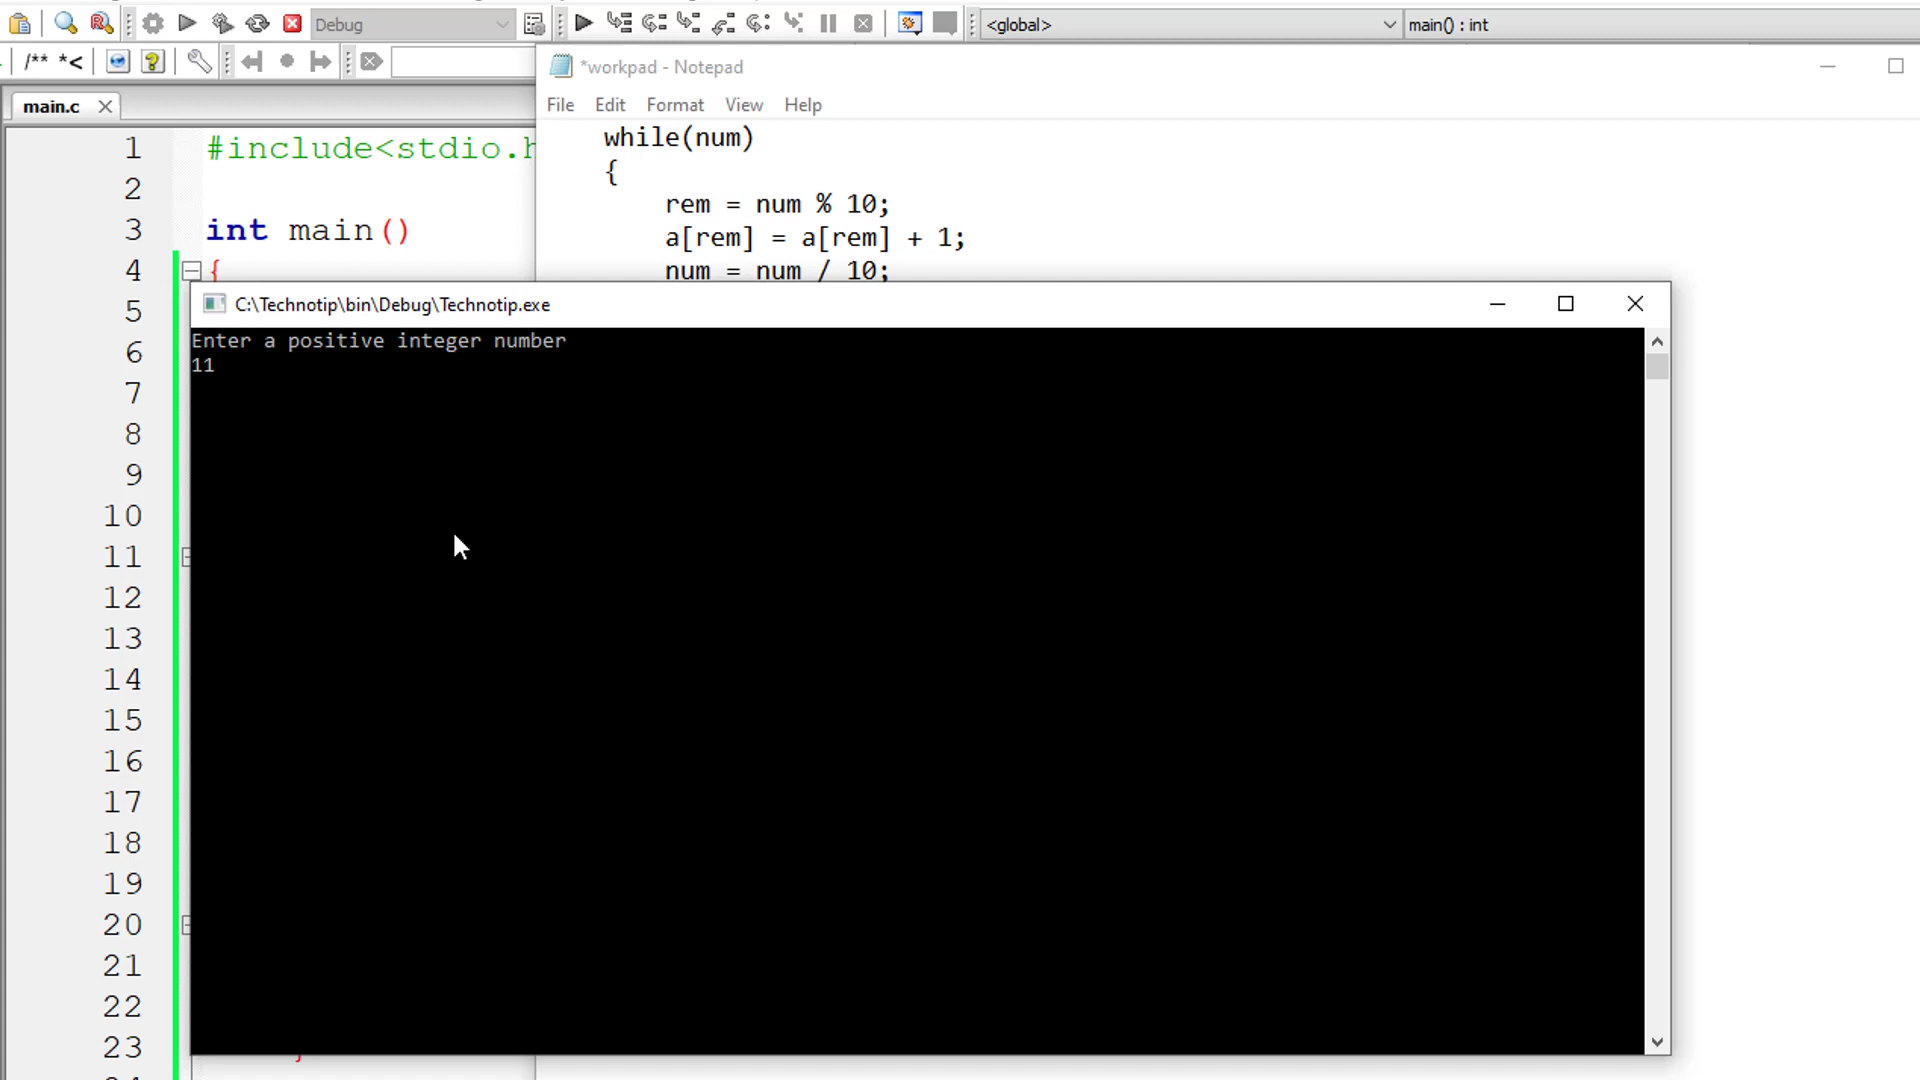 Debug
<global>
main() : int
/** *<
*workpad - Notepad
main.c
File Edit Format View Help
while(num)
{
rem = num % 10;
a[rem] = a[rem] + 1;
num = num / 10;
1 #include<stdio.h
2
3 int main()
4 {
5
6
7
8
9
10
11
12
13
14
15
16
17
18
19
20
21
22
23
C:\Technotip\bin\Debug\Technotip.exe
Enter a positive integer number
11